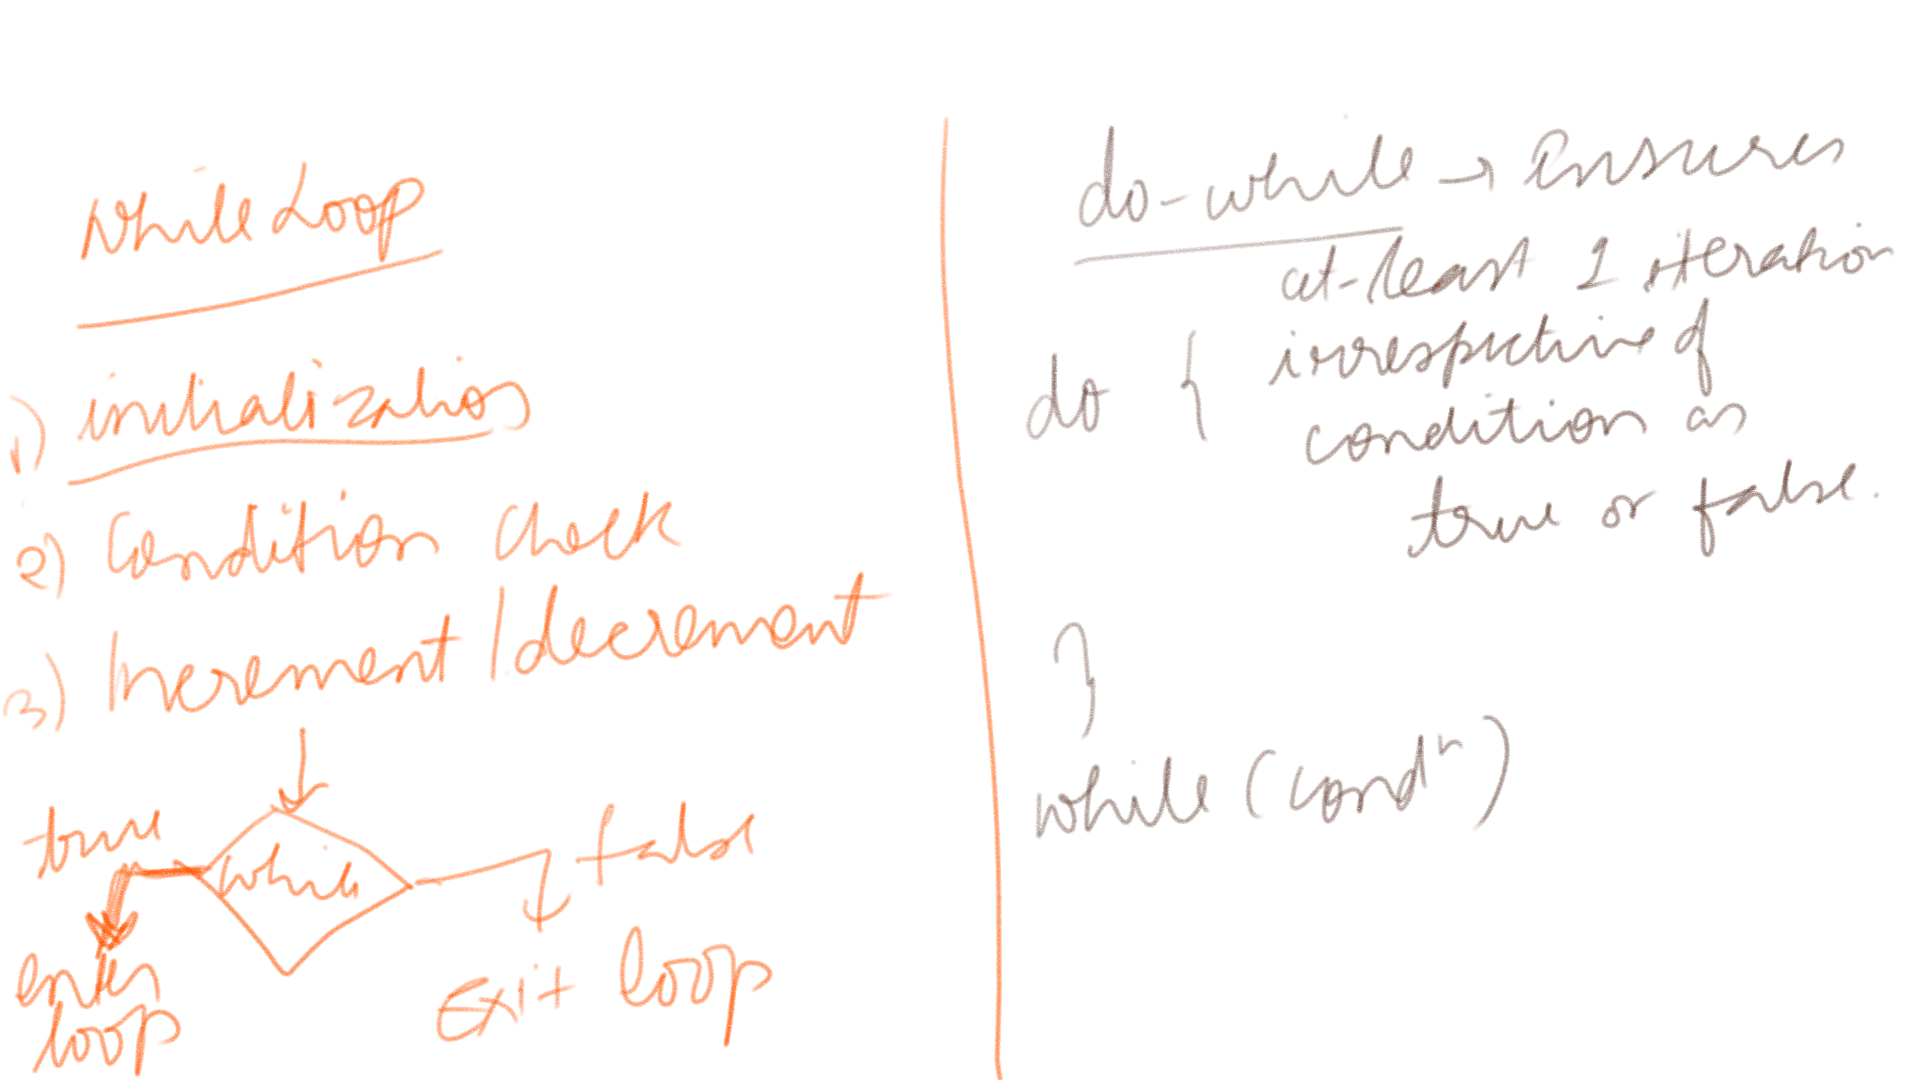 While Loop
1) initialization
2) Condition Check
3) Increment / decrement
true
while
false
enter
loop
Exit loop
do-while → Ensures
at-least 1 iteration
do { irrespective of
condition as
true or false.
}
while (condⁿ)